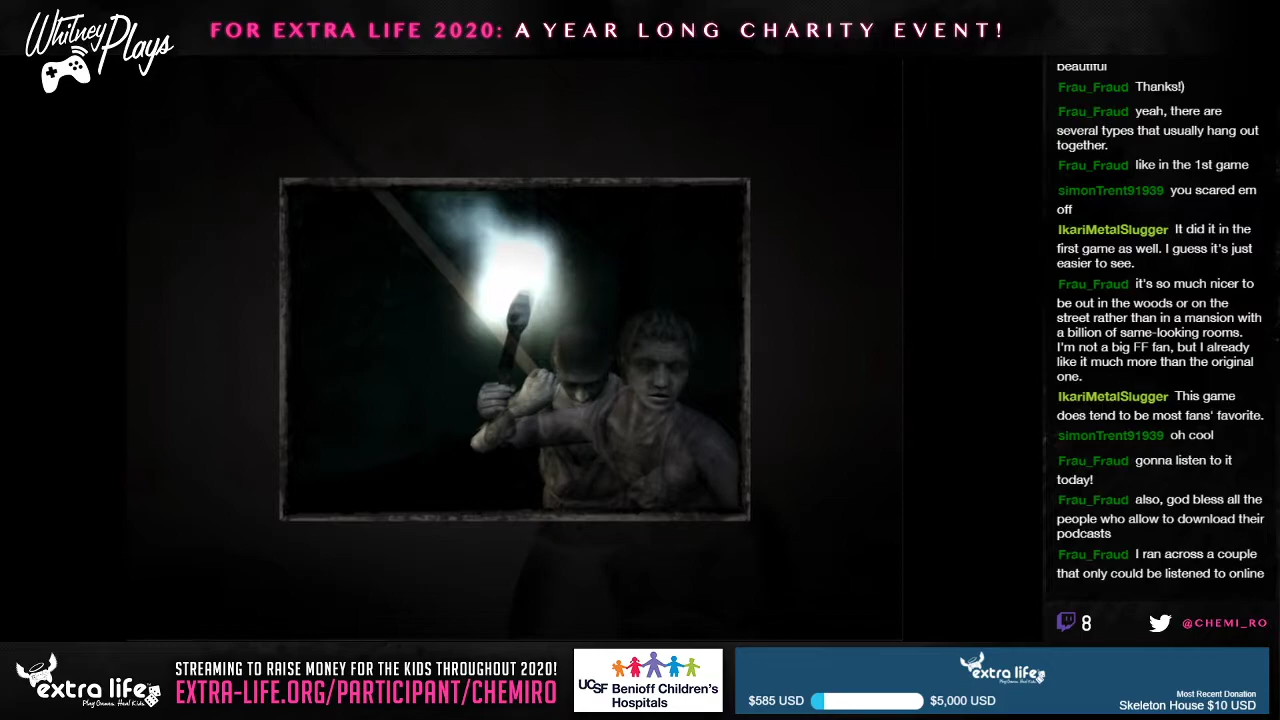 Whitney Plays
FOR EXTRA LIFE 2020: A YEAR LONG CHARITY EVENT!
beautiful
Frau_Fraud Thanks!)
Frau_Fraud yeah, there are
several types that usually hang out
together.
Frau_Fraud like in the 1st game
simonTrent91939 you scared em
off
IkariMetalSlugger It did it in the
first game as well. I guess it's just
easier to see.
Frau_Fraud it's so much nicer to
be out in the woods or on the
street rather than in a mansion with
a billion of same-looking rooms.
I'm not a big FF fan, but I already
like it much more than the original
one.
IkariMetalSlugger This game
does tend to be most fans' favorite.
simonTrent91939 oh cool
Frau_Fraud gonna listen to it
today!
Frau_Fraud also, god bless all the
people who allow to download their
podcasts
Frau_Fraud I ran across a couple
that only could be listened to online
8
@CHEMI_RO
extra life
Play Games. Heal Kids.
STREAMING TO RAISE MONEY FOR THE KIDS THROUGHOUT 2020!
EXTRA-LIFE.ORG/PARTICIPANT/CHEMIRO
UCSF Benioff Children's
Hospitals
extra life
$585 USD
$5,000 USD
Most Recent Donation
Skeleton House $10 USD